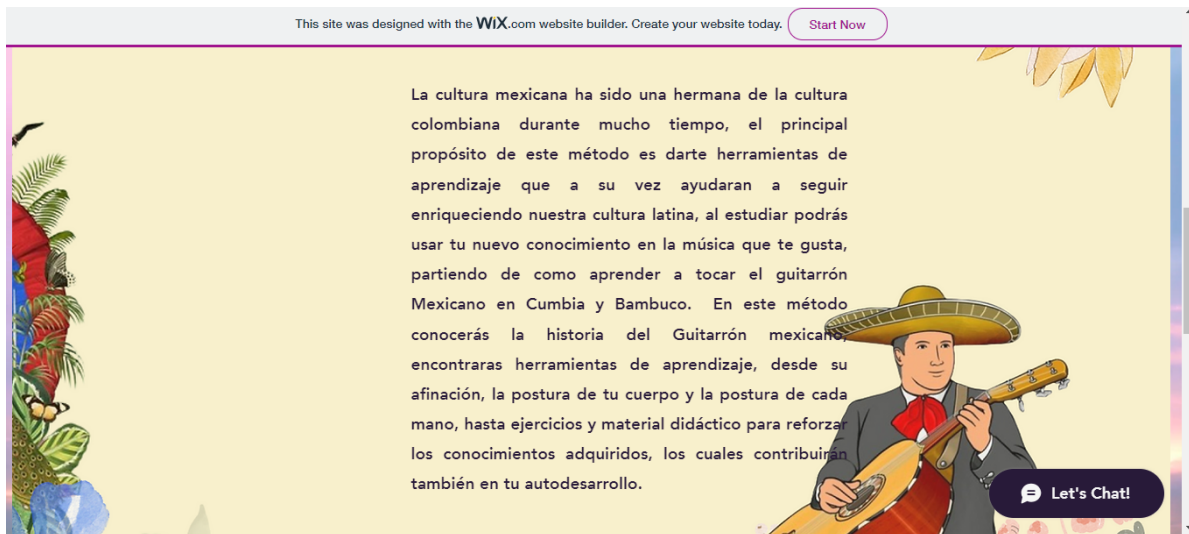 This site was designed with the WiX.com website builder. Create your website today. Start Now
La cultura mexicana ha sido una hermana de la cultura
colombiana durante mucho tiempo, el principal
propósito de este método es darte herramientas de
aprendizaje que a su vez ayudaran a seguir
enriqueciendo nuestra cultura latina, al estudiar podrás
usar tu nuevo conocimiento en la música que te gusta,
partiendo de como aprender a tocar el guitarrón
Mexicano en Cumbia y Bambuco. En este método
conocerás la historia del Guitarrón mexicano,
encontraras herramientas de aprendizaje, desde su
afinación, la postura de tu cuerpo y la postura de cada
mano, hasta ejercicios y material didáctico para reforzar
los conocimientos adquiridos, los cuales contribuirán
también en tu autodesarrollo.
Let's Chat!